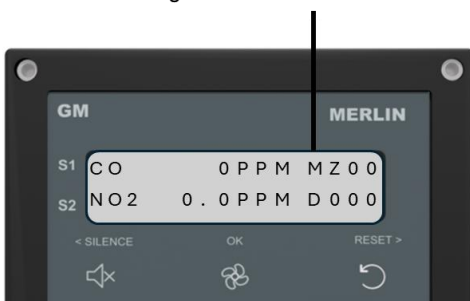 GM MERLIN
S1 CO 0PPM MZ00
S2 NO2 0.0PPM D000
< SILENCE OK RESET >